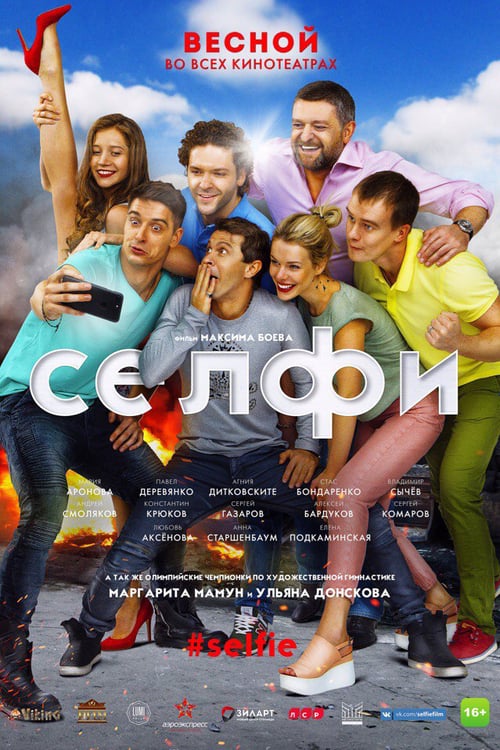 ВЕСНОЙ
ВО ВСЕХ КИНОТЕАТРАХ
ФИЛЬМ МАКСИМА БОЕВА
СЕЛФИ
МАРИЯ АРОНОВА
ПАВЕЛ ДЕРЕВЯНКО
АГНИЯ ДИТКОВСКИТЕ
СТАС БОНДАРЕНКО
ВЛАДИМИР СЫЧЁВ
АНДРЕЙ СМОЛЯКОВ
КОНСТАНТИН КРЮКОВ
СЕРГЕЙ ГАЗАРОВ
АЛЕКСЕЙ БАРДУКОВ
СЕРГЕЙ КОМАРОВ
ЛЮБОВЬ АКСЁНОВА
АННА СТАРШЕНБАУМ
ЕЛЕНА ПОДКАМИНСКАЯ
А ТАК ЖЕ ОЛИМПИЙСКИЕ ЧЕМПИОНКИ ПО ХУДОЖЕСТВЕННОЙ ГИМНАСТИКЕ
МАРГАРИТА МАМУН И УЛЬЯНА ДОНСКОВА
#selfie
Viking
LUMI
АЭРОЭКСПРЕСС
ЗИЛАРТ
ЛСР
vk.com/selfiefilm
16+